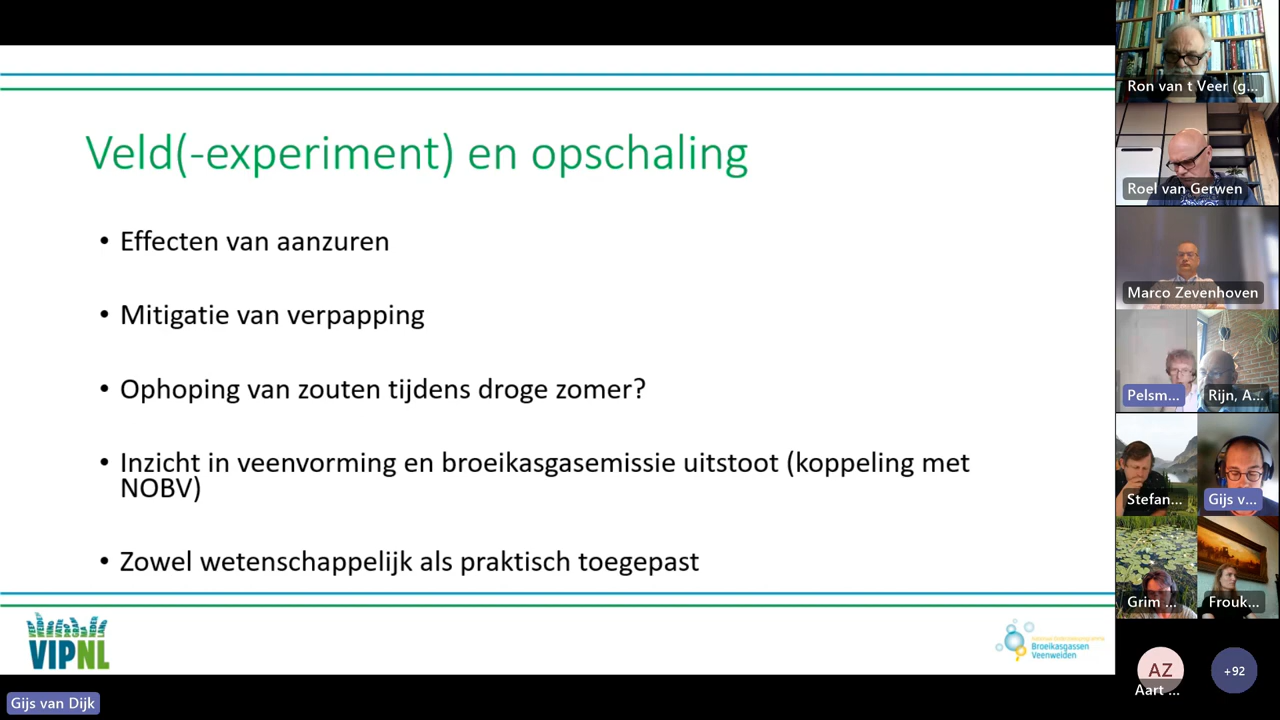 Veld(-experiment) en opschaling
• Effecten van aanzuren
• Mitigatie van verpapping
• Ophoping van zouten tijdens droge zomer?
• Inzicht in veenvorming en broeikasgasemissie uitstoot (koppeling met
NOBV)
• Zowel wetenschappelijk als praktisch toegepast
VIPNL
Broeikasgassen
Veenweiden
Gijs van Dijk
Ron van t Veer (g...
Roel van Gerwen
Marco Zevenhoven
Pelsm...
Rijn, A...
Stefan...
Gijs v...
Grim ...
Frouk...
AZ
Aart ...
+92